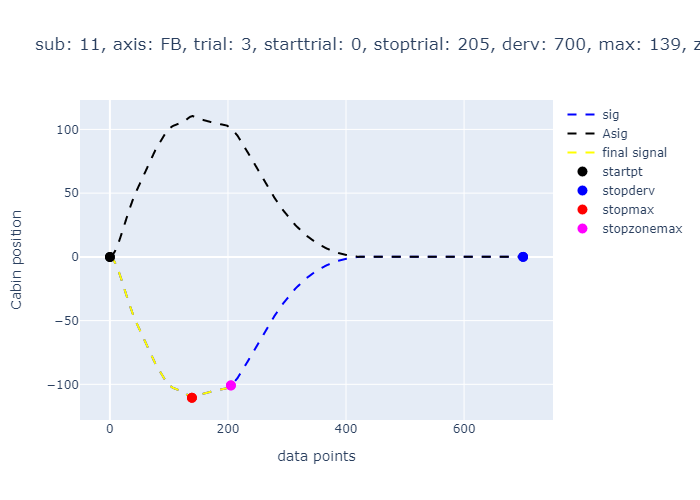 sub: 11, axis: FB, trial: 3, starttrial: 0, stoptrial: 205, derv: 700, max: 139, z
100
50
0
−50
−100
Cabin position
0
200
400
600
data points
sig
Asig
final signal
startpt
stopderv
stopmax
stopzonemax